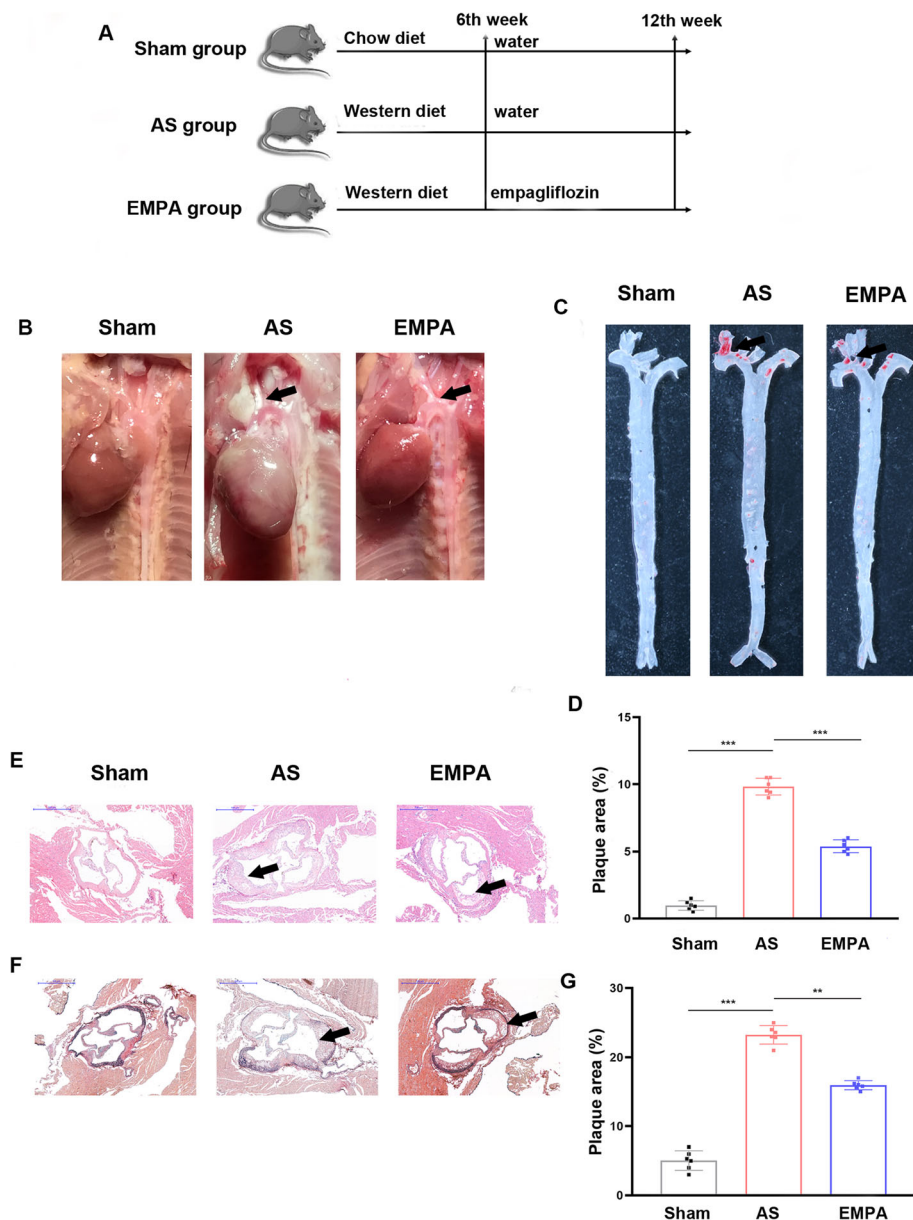 A
6th week
12th week
Sham group
Chow diet
water
AS group
Western diet
water
EMPA group
Western diet
empagliflozin
B
Sham
AS
EMPA
C
Sham
AS
EMPA
D
Plaque area (%)
15
10
5
0
***
***
Sham
AS
EMPA
E
Sham
AS
EMPA
F
G
Plaque area (%)
30
20
10
0
***
**
Sham
AS
EMPA